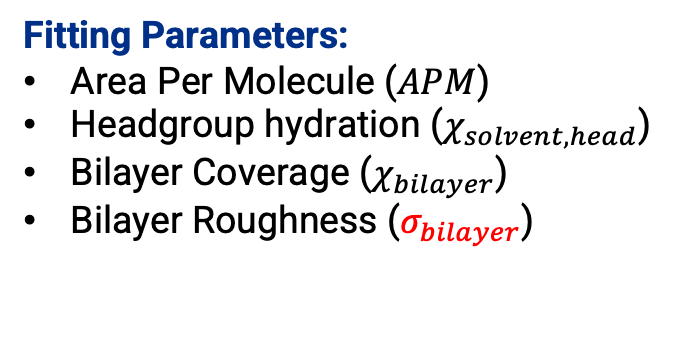 Fitting Parameters:
• Area Per Molecule (APM)
• Headgroup hydration (χsolvent,head)
• Bilayer Coverage (χbilayer)
• Bilayer Roughness (σbilayer)